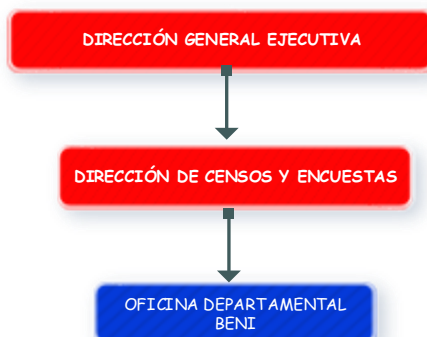 DIRECCIÓN GENERAL EJECUTIVA
DIRECCIÓN DE CENSOS Y ENCUESTAS
OFICINA DEPARTAMENTAL
BENI